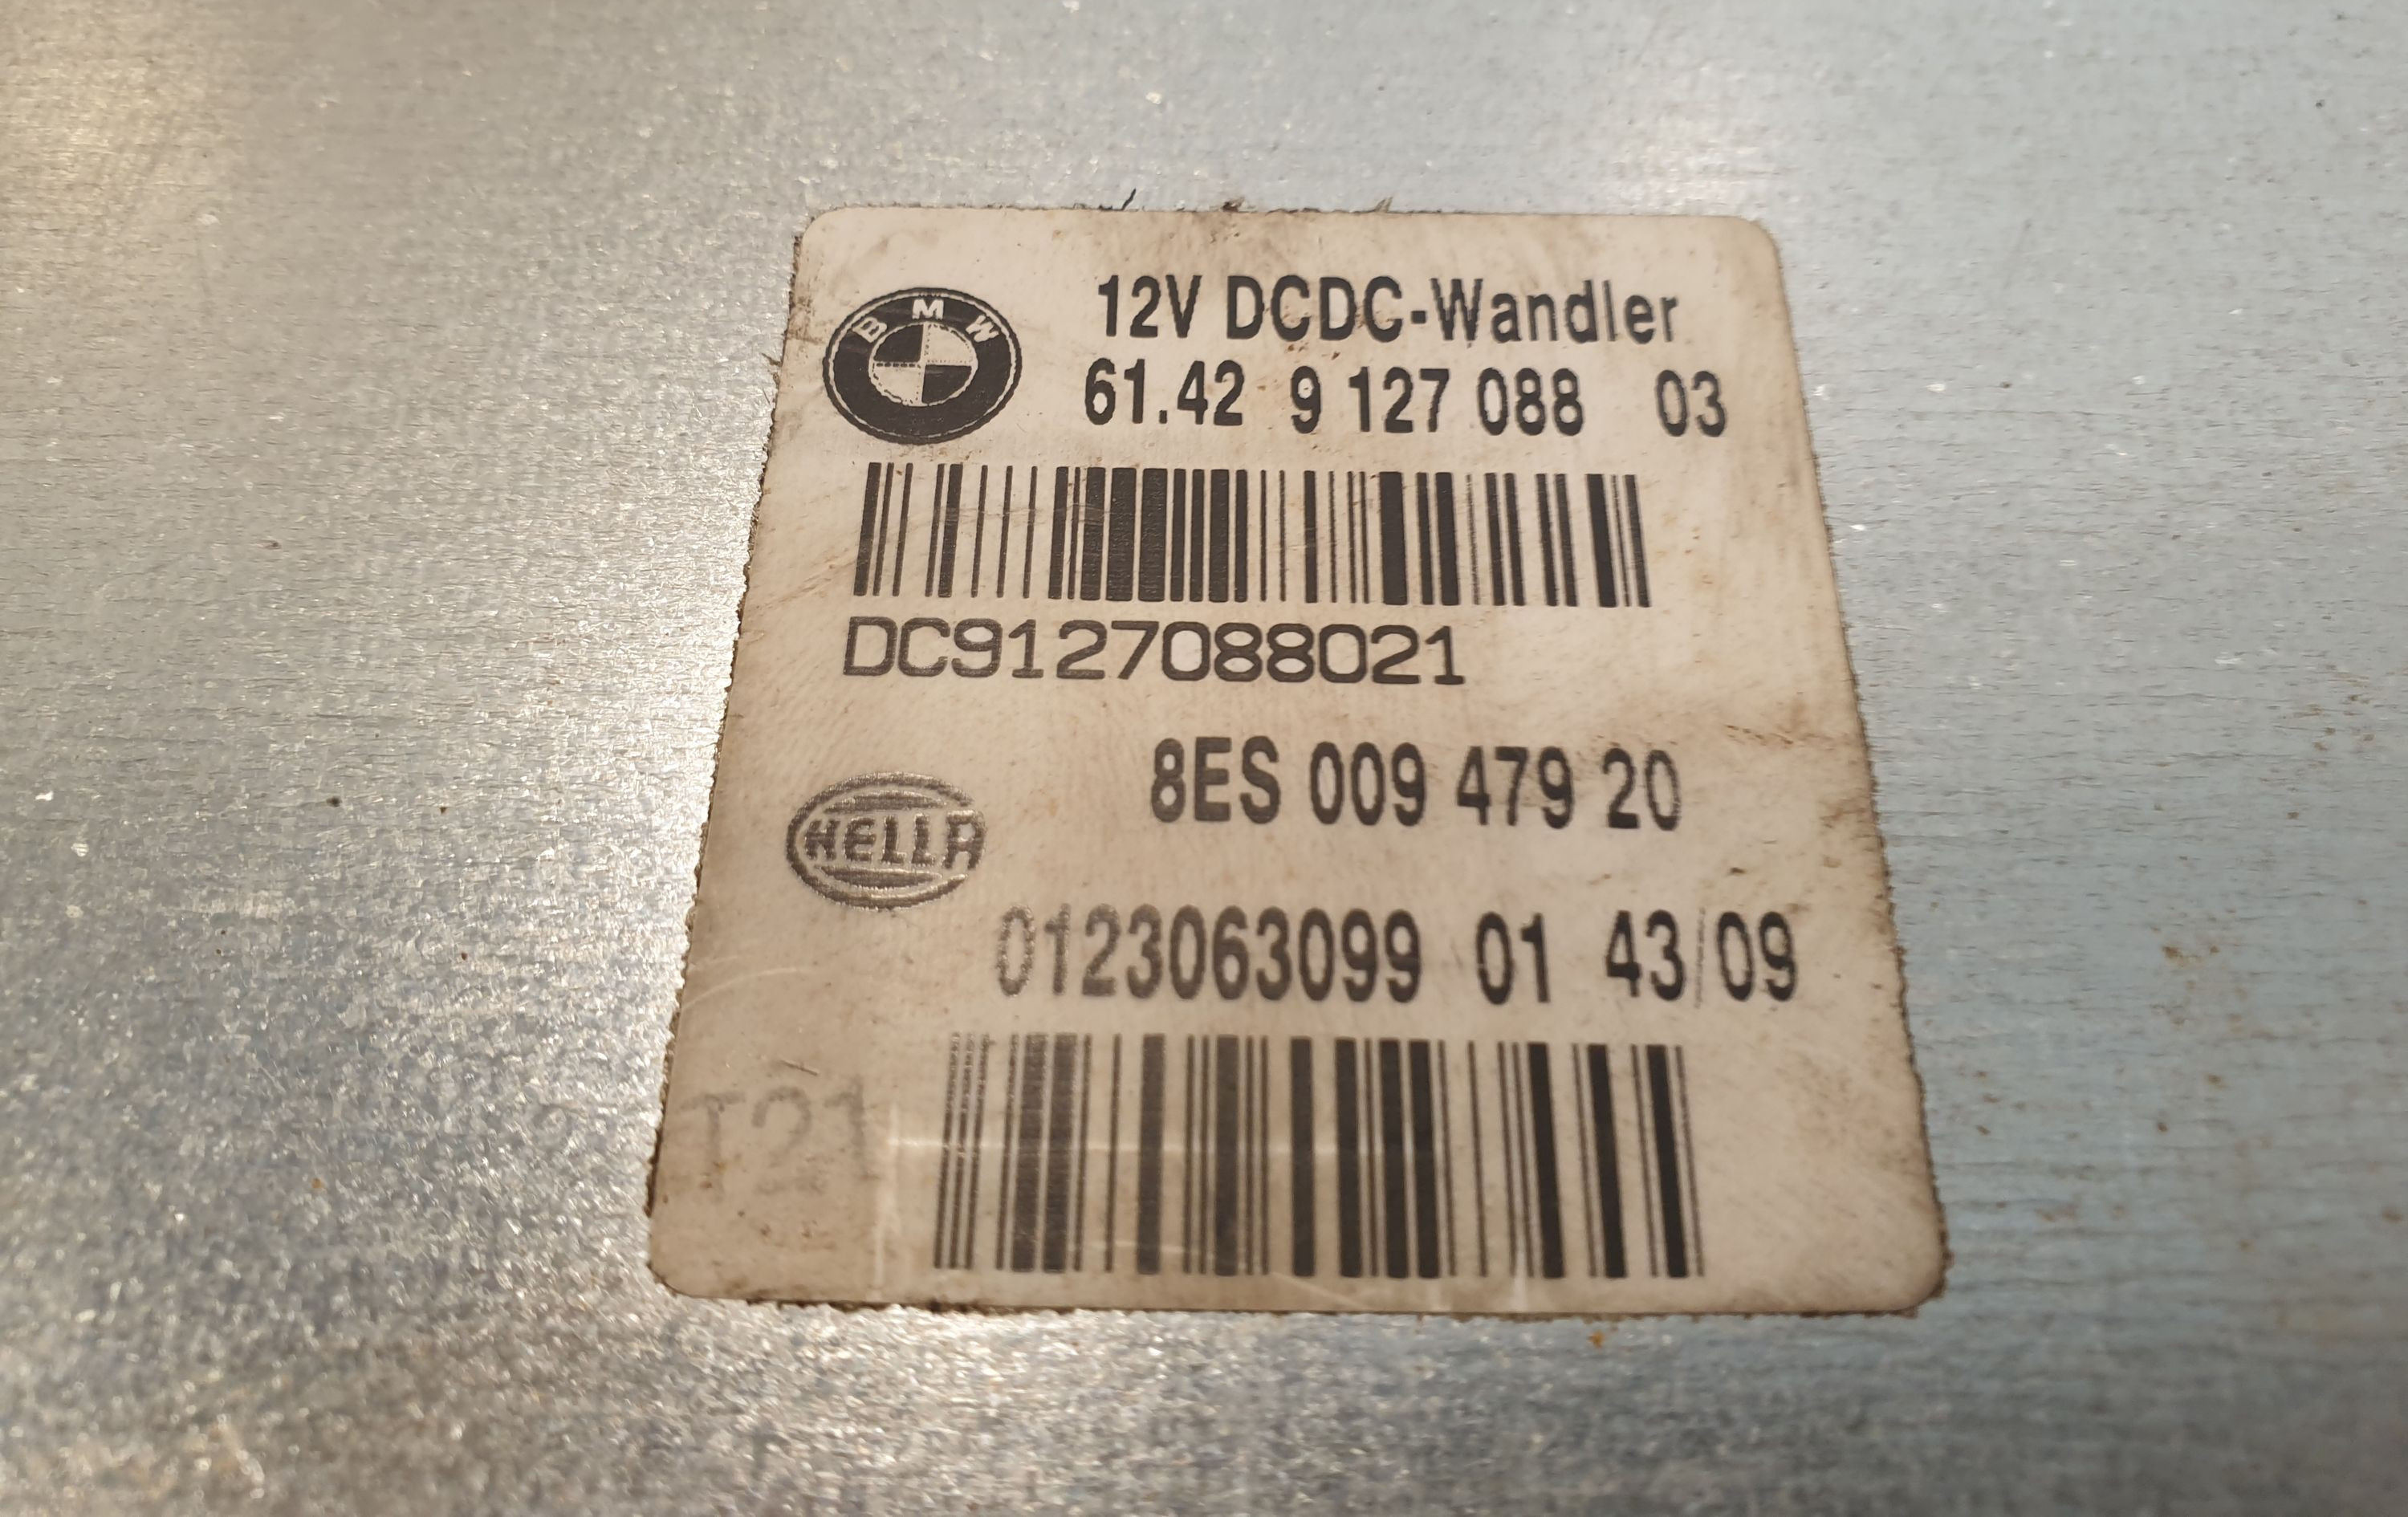 BMW
12V DCDC-Wandler
61.42 9 127 088 03
DC9127088021
8ES 009 479 20
HELLA
0123063099 01 43/09
T21